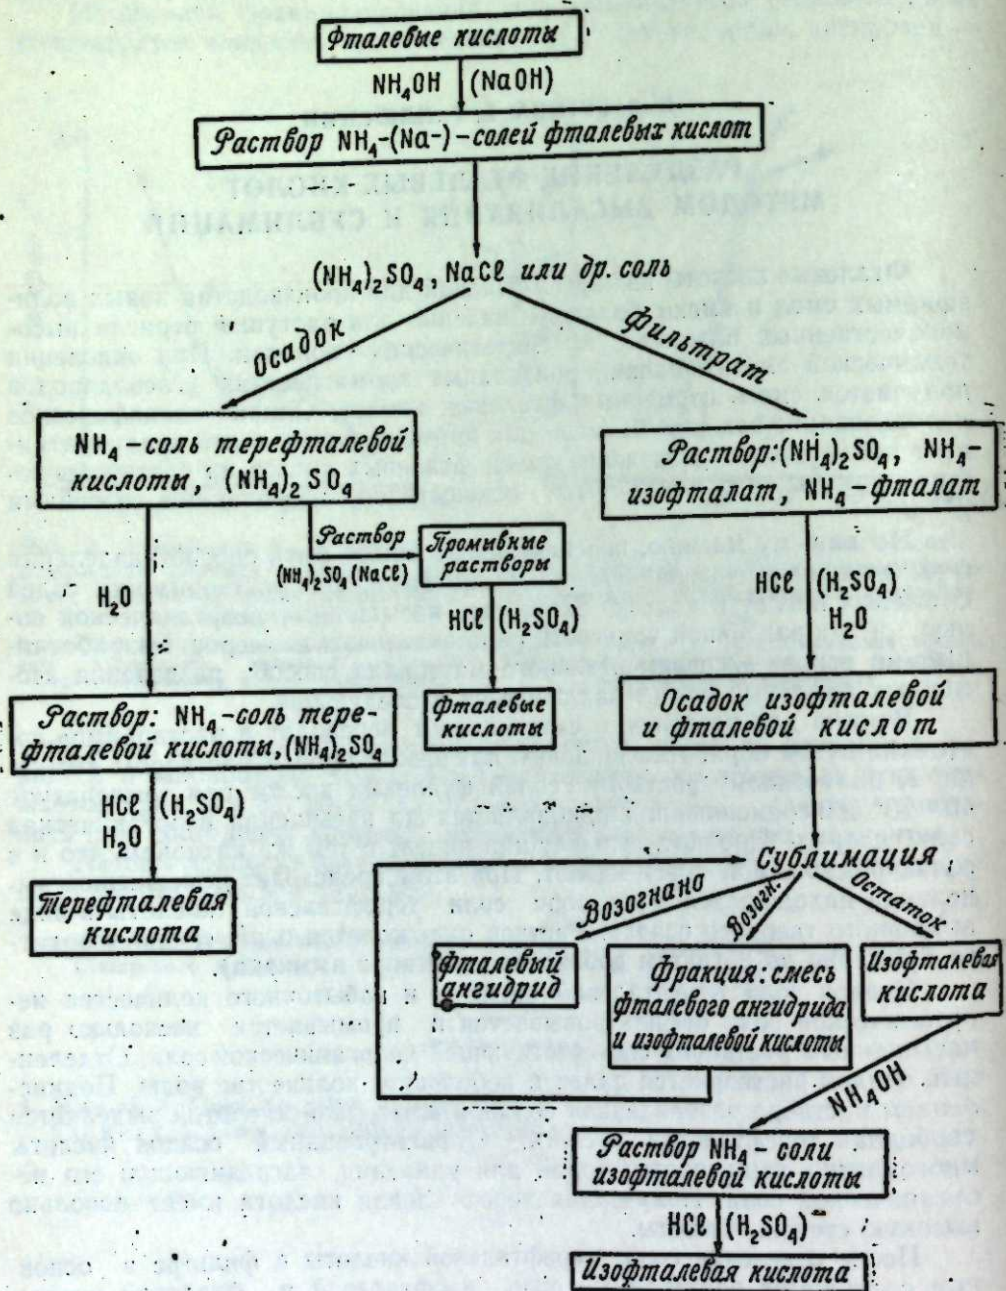 Фталевые кислоты
NH₄OH (NaOH)
Раствор NH₄-(Na-)-солей фталевых кислот
(NH₄)₂SO₄, NaCl или др. соль
Осадок
Фильтрат
NH₄-соль терефталевой
кислоты, (NH₄)₂SO₄
Раствор: (NH₄)₂SO₄, NH₄-
изофталат, NH₄-фталат
Раствор
(NH₄)₂SO₄ (NaCl)
Промывные
растворы
H₂O
HCl (H₂SO₄)
HCl (H₂SO₄)
H₂O
Раствор: NH₄-соль тере-
фталевой кислоты, (NH₄)₂SO₄
Фталевые
кислоты
Осадок изофталевой
и фталевой кислот
HCl (H₂SO₄)
H₂O
Терефталевая
кислота
Сублимация
Возогнано
Возогн.
Остаток
Фталевый
ангидрид
Фракция: смесь
фталевого ангидрида
и изофталевой кислоты
Изофталевая
кислота
NH₄OH
Раствор NH₄-соли
изофталевой кислоты
HCl (H₂SO₄)
Изофталевая кислота